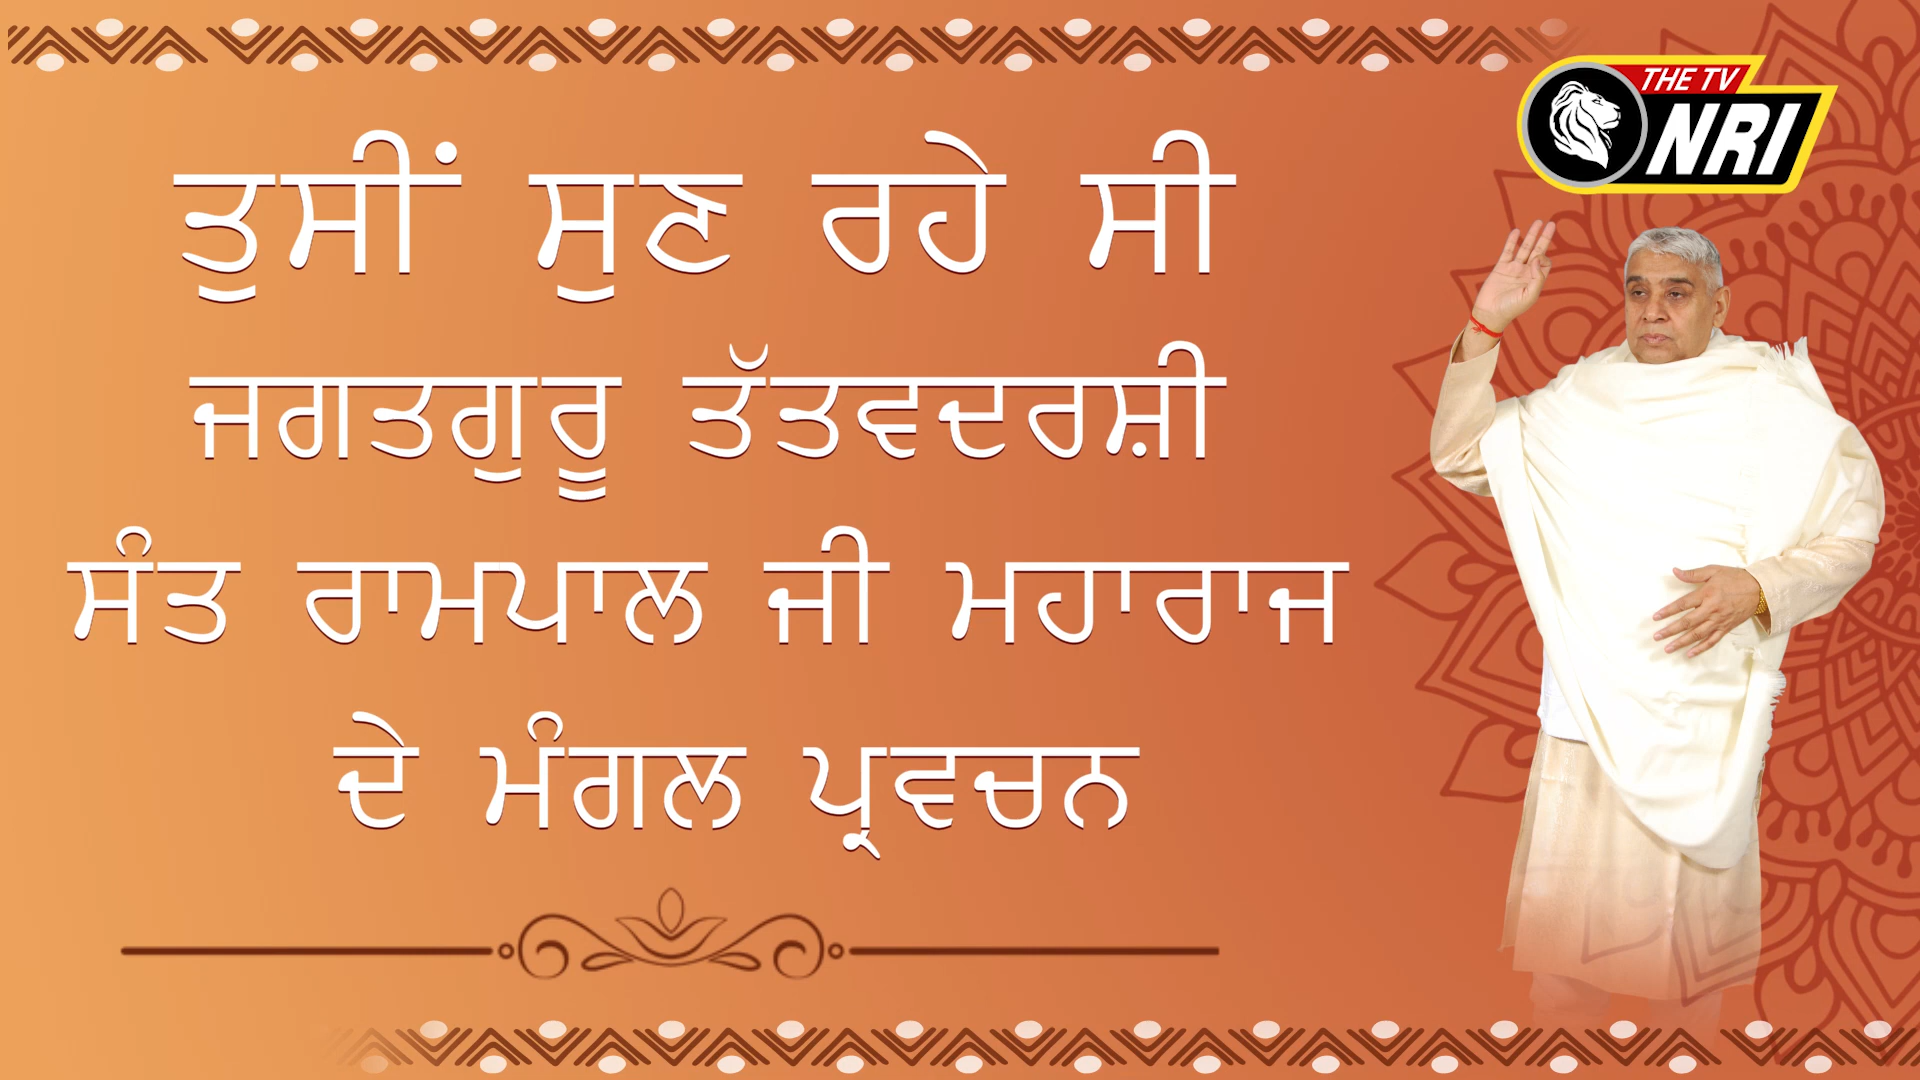 THE TV
NRI
ਤੁਸੀਂ ਸੁਣ ਰਹੇ ਸੀ
ਜਗਤਗੁਰੂ ਤੱਤਵਦਰਸ਼ੀ
ਸੰਤ ਰਾਮਪਾਲ ਜੀ ਮਹਾਰਾਜ
ਦੇ ਮੰਗਲ ਪ੍ਰਵਚਨ